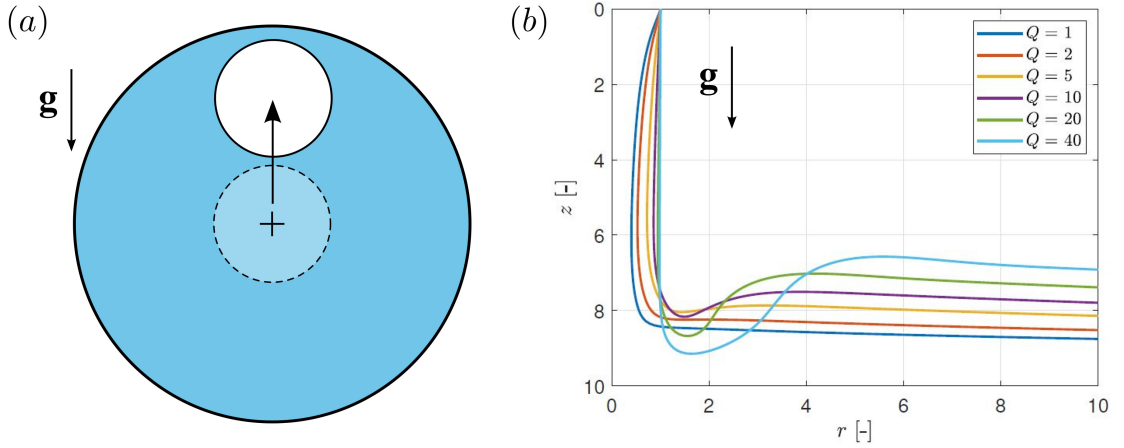 (a)
g
(b)
g
Q = 1
Q = 2
Q = 5
Q = 10
Q = 20
Q = 40
0
2
4
6
8
10
z [-]
0 2 4 6 8 10
r [-]